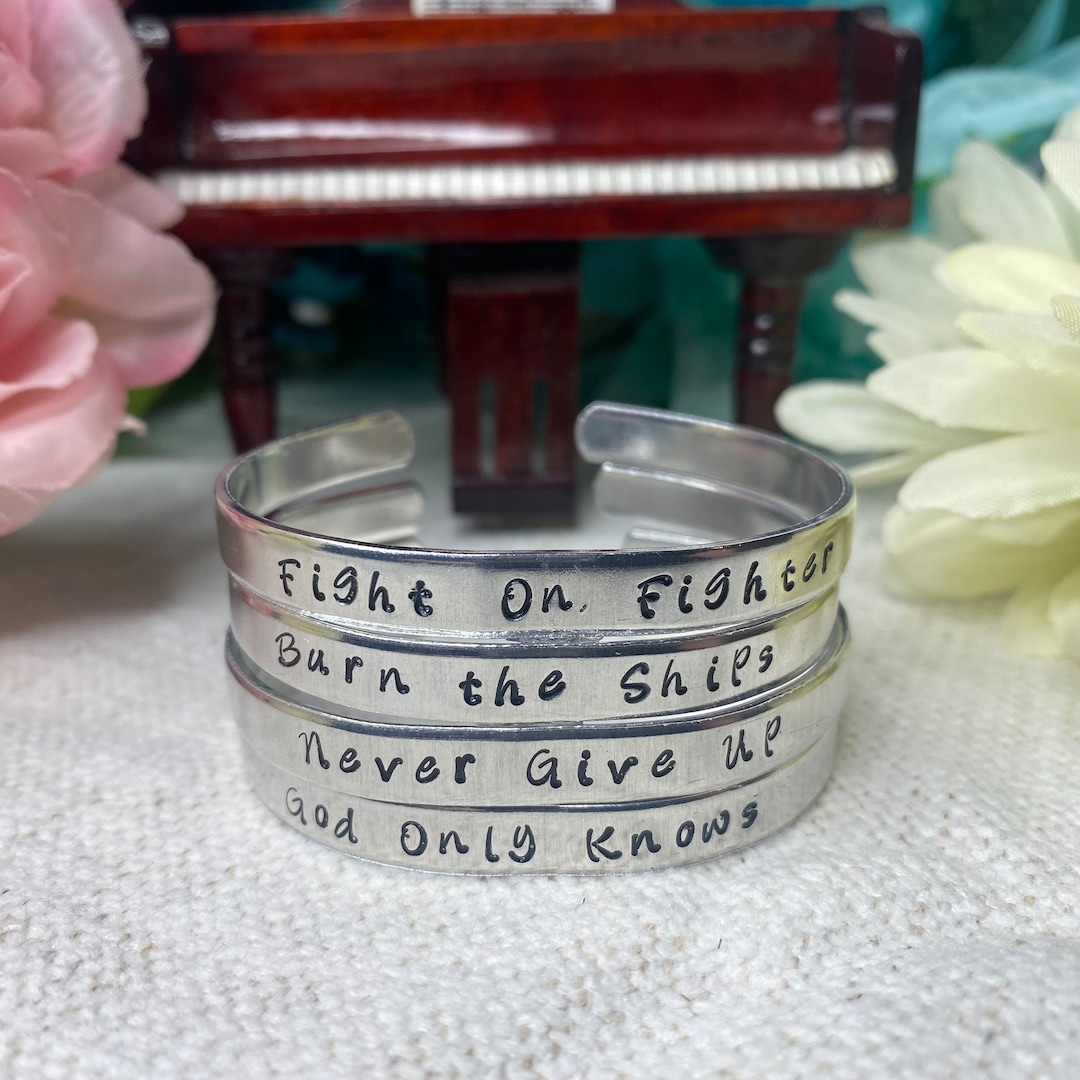 Fight On, Fighter
Burn the Ships
Never Give Up
God Only Knows